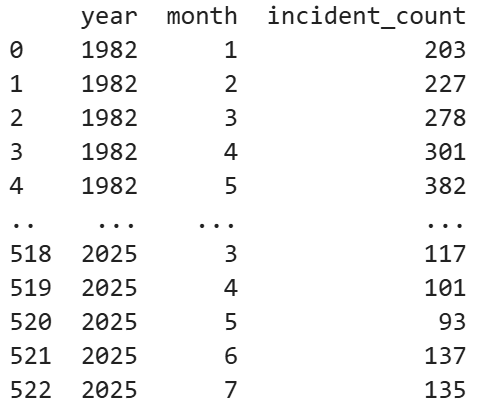 year  month  incident_count
0    1982      1             203
1    1982      2             227
2    1982      3             278
3    1982      4             301
4    1982      5             382
..    ...    ...             ...
518  2025      3             117
519  2025      4             101
520  2025      5              93
521  2025      6             137
522  2025      7             135